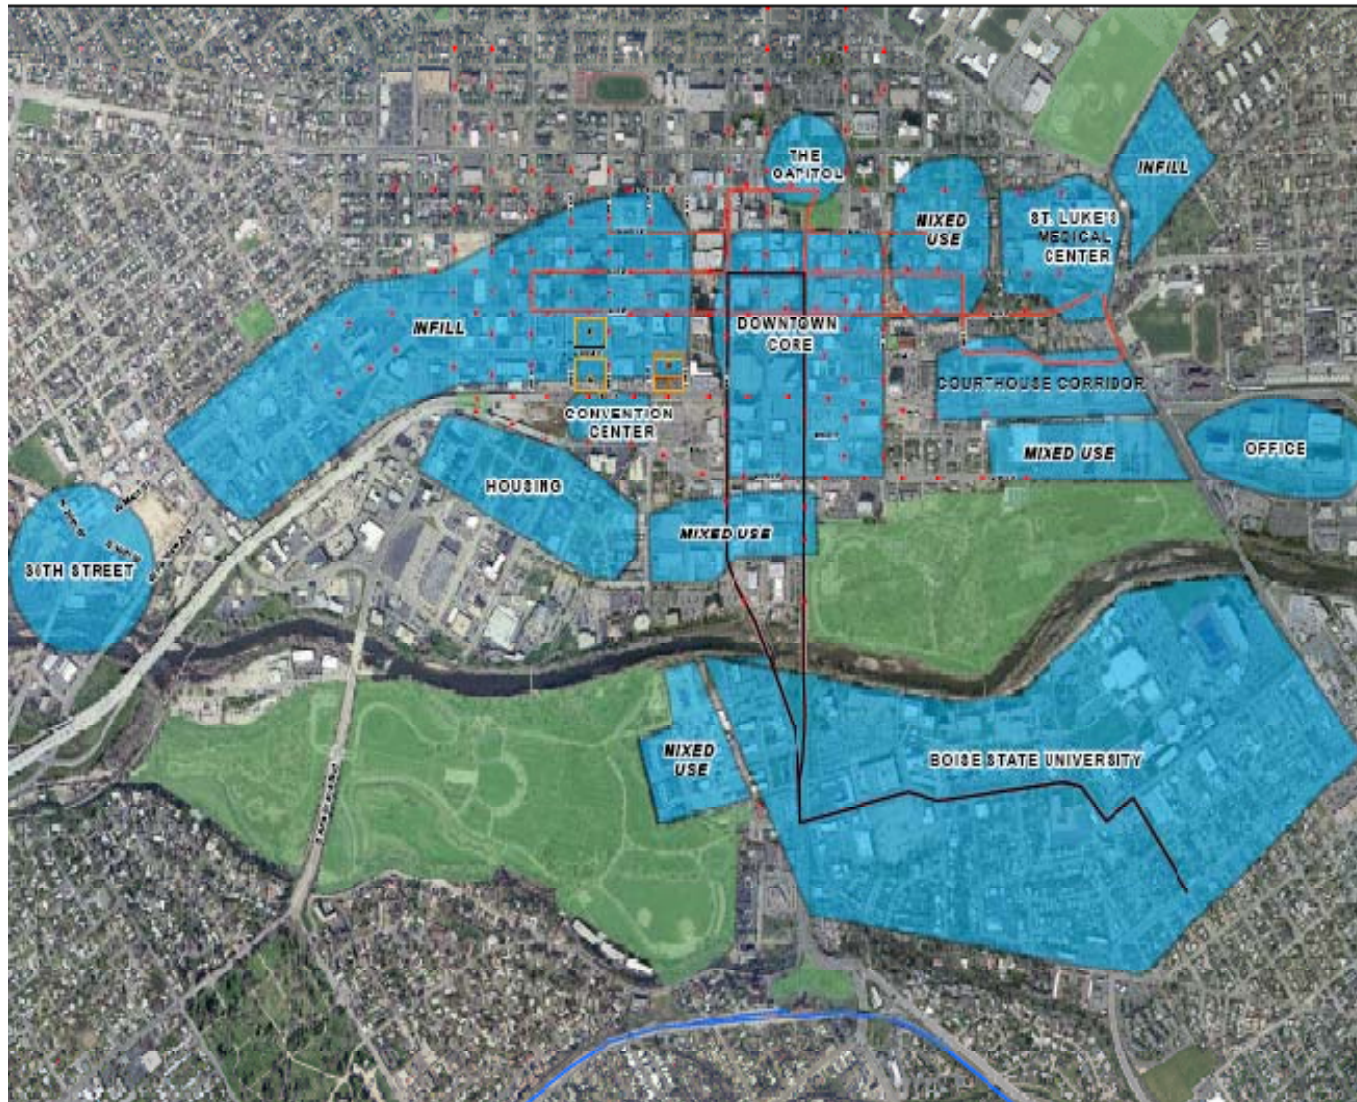 THE
CAPITOL
INFILL
MIXED
USE
ST. LUKE'S
MEDICAL
CENTER
INFILL
DOWNTOWN
CORE
COURTHOUSE CORRIDOR
CONVENTION
CENTER
MIXED USE
OFFICE
HOUSING
MIXED USE
30TH STREET
MIXED
USE
BOISE STATE UNIVERSITY